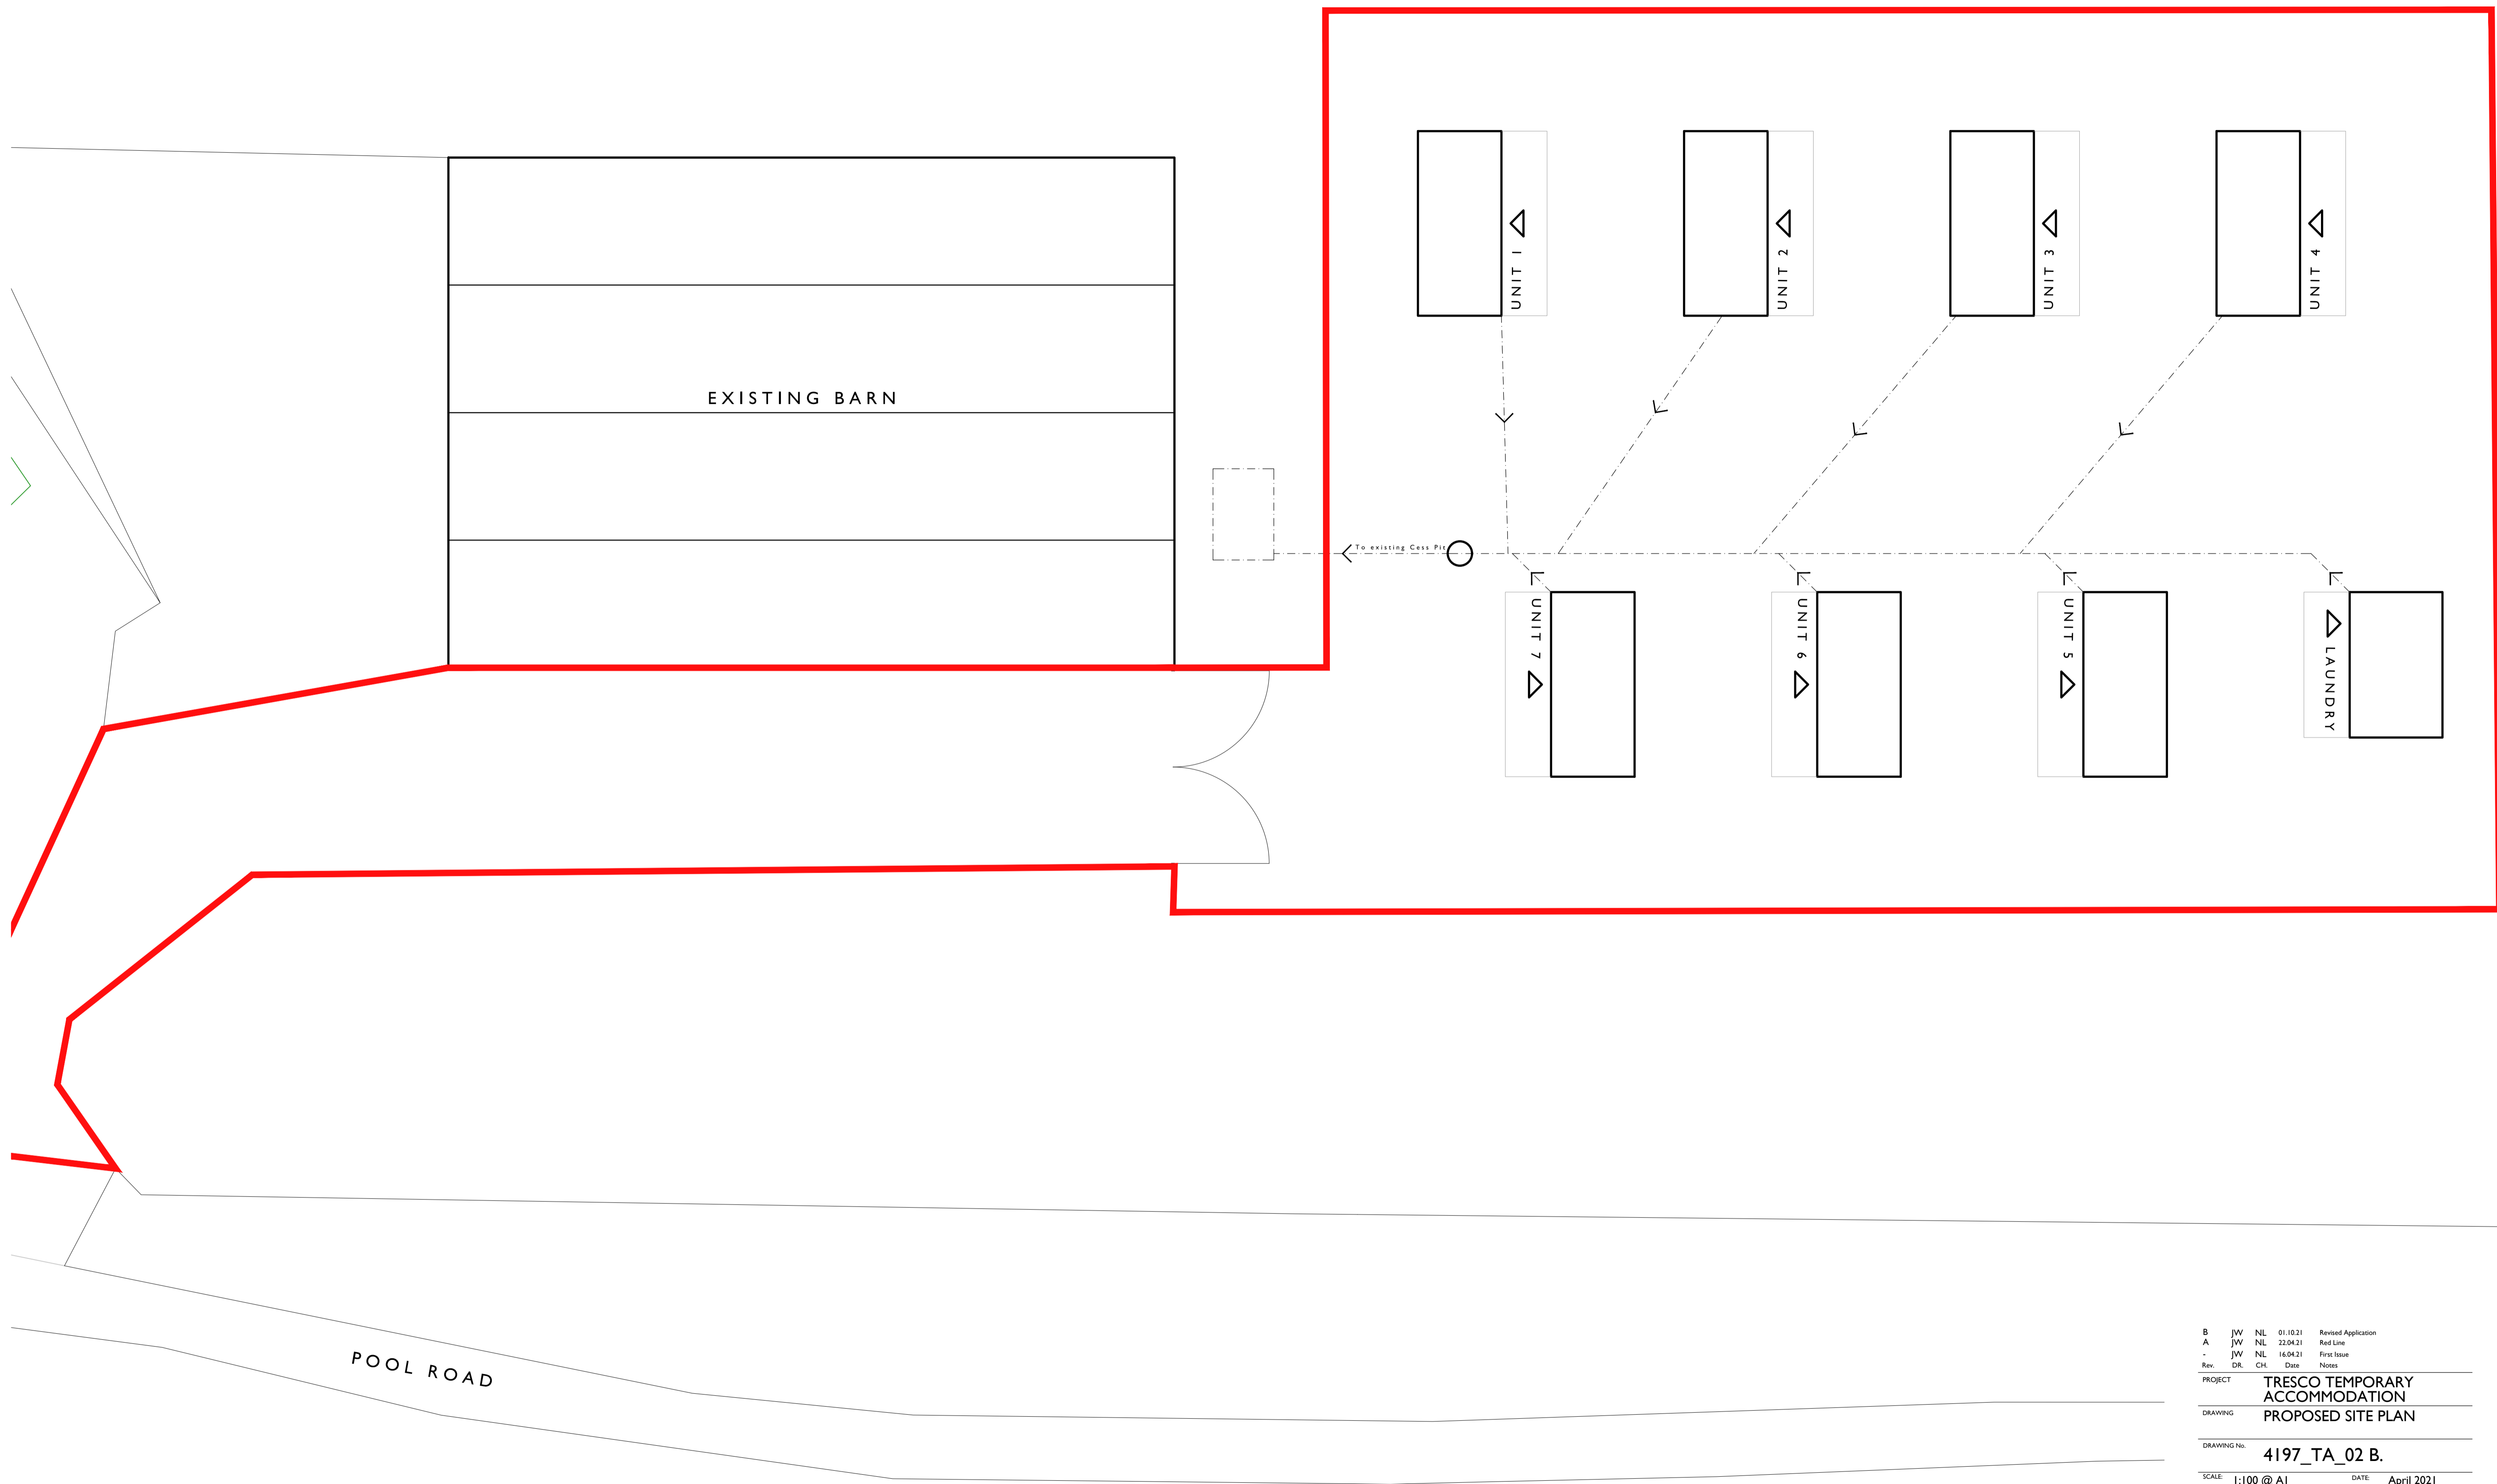 UNIT 1
UNIT 2
UNIT 3
UNIT 4
EXISTING BARN
To existing Cess Pit
UNIT 7
UNIT 6
UNIT 5
LAUNDRY
POOL ROAD
B JW NL 01.10.21 Revised Application
A JW NL 22.04.21 Red Line
- JW NL 16.04.21 First Issue
Rev. DR. CH. Date Notes
PROJECT TRESCO TEMPORARY
ACCOMMODATION
DRAWING PROPOSED SITE PLAN
DRAWING No. 4197_TA_02 B.
SCALE: 1:100 @ A1 DATE: April 2021